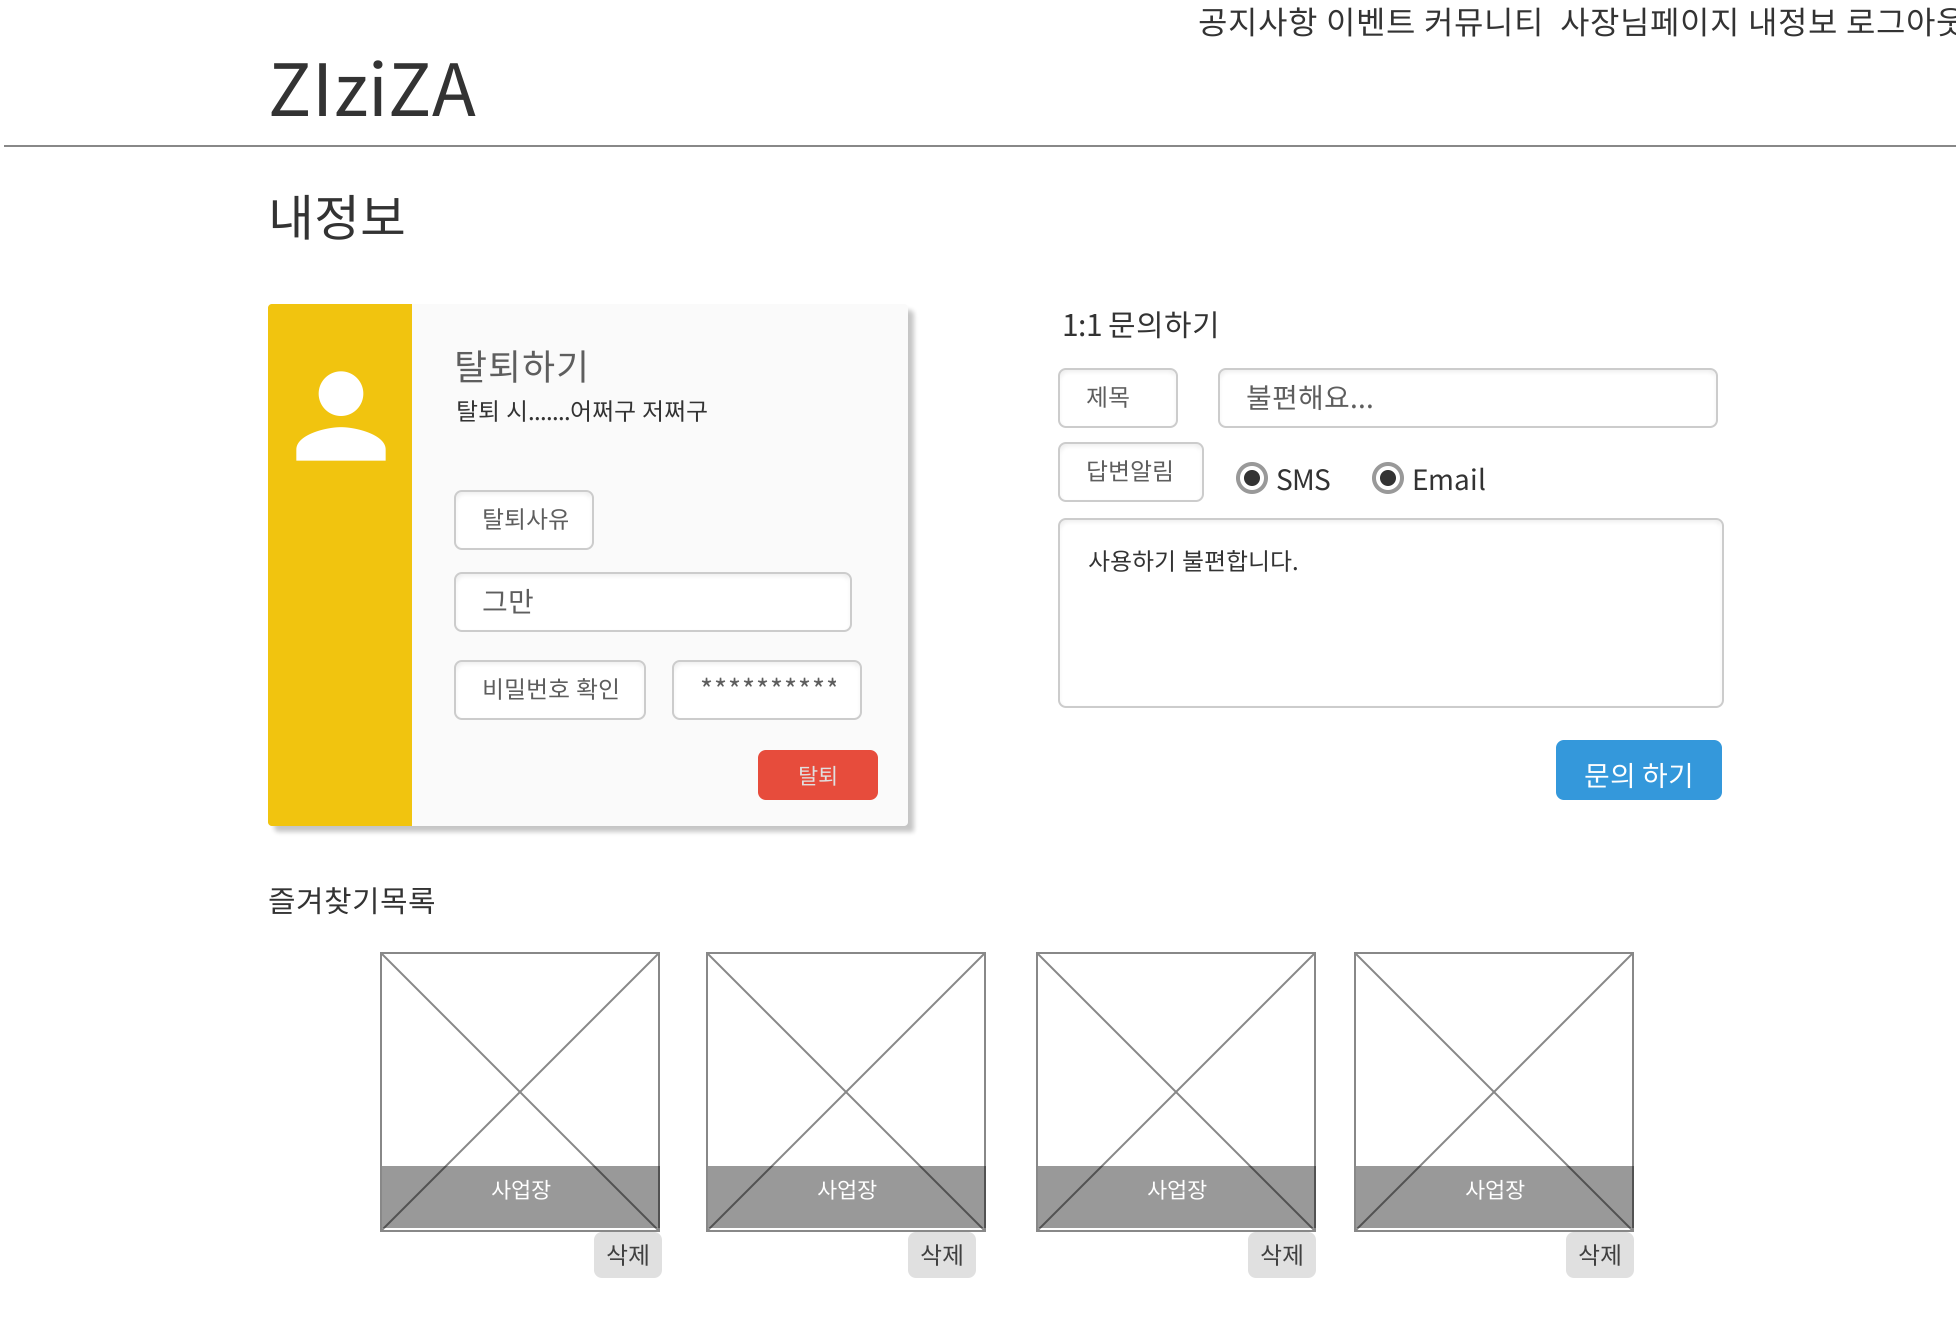 공지사항 이벤트 커뮤니티 사장님페이지 내정보 로그아웃
ZIziZA
내정보
탈퇴하기
탈퇴 시.......어쩌구 저쩌구
탈퇴사유
그만
비밀번호 확인 **********
탈퇴
1:1 문의하기
제목 불편해요...
답변알림 SMS Email
사용하기 불편합니다.
문의 하기
즐겨찾기목록
사업장 사업장 사업장 사업장
삭제 삭제 삭제 삭제